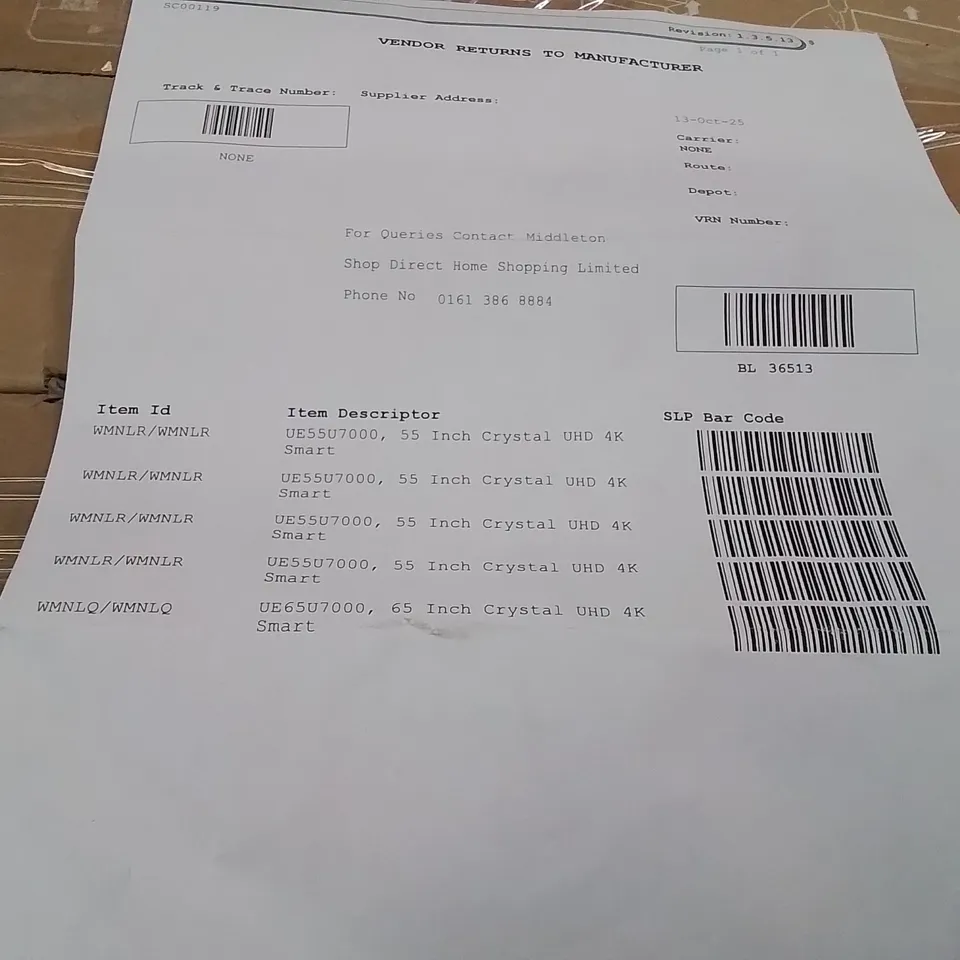 SC00119
Revision: 1.3.5.13 $
Page 1 of 1
VENDOR RETURNS TO MANUFACTURER
Track & Trace Number: Supplier Address:
NONE
13-Oct-25
Carrier:
NONE
Route:
Depot:
VRN Number:
For Queries Contact Middleton
Shop Direct Home Shopping Limited
Phone No 0161 386 8884
BL 36513
Item Id Item Descriptor SLP Bar Code
WMNLR/WMNLR UE55U7000, 55 Inch Crystal UHD 4K
Smart
WMNLR/WMNLR UE55U7000, 55 Inch Crystal UHD 4K
Smart
WMNLR/WMNLR UE55U7000, 55 Inch Crystal UHD 4K
Smart
WMNLR/WMNLR UE55U7000, 55 Inch Crystal UHD 4K
Smart
WMNLQ/WMNLQ UE65U7000, 65 Inch Crystal UHD 4K
Smart